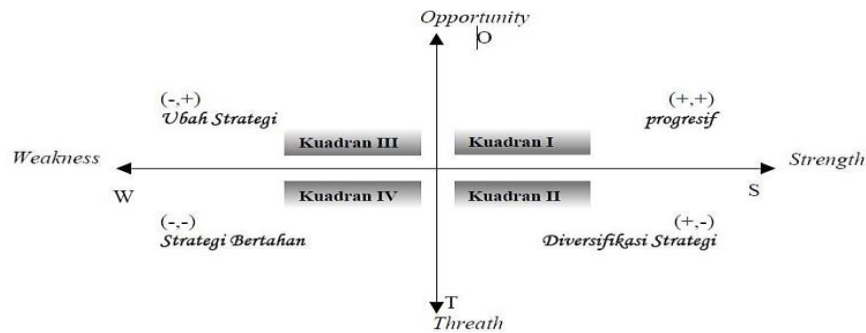 Opportunity
O
(-,+)
Ubah Strategi
(+,+)
progresif
Kuadran III
Kuadran I
Weakness
Strength
W
Kuadran IV
Kuadran II
S
(-,-)
Strategi Bertahan
(+,-)
Diversifikasi Strategi
T
Threath